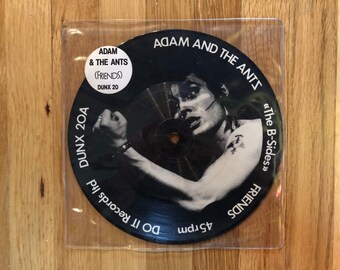 ADAM
& THE ANTS
(FRIENDS)
DUNX 20
ADAM AND THE ANTS
«The B-Sides»
FRIENDS
45rpm
DO IT Records ltd
DUNX 20A